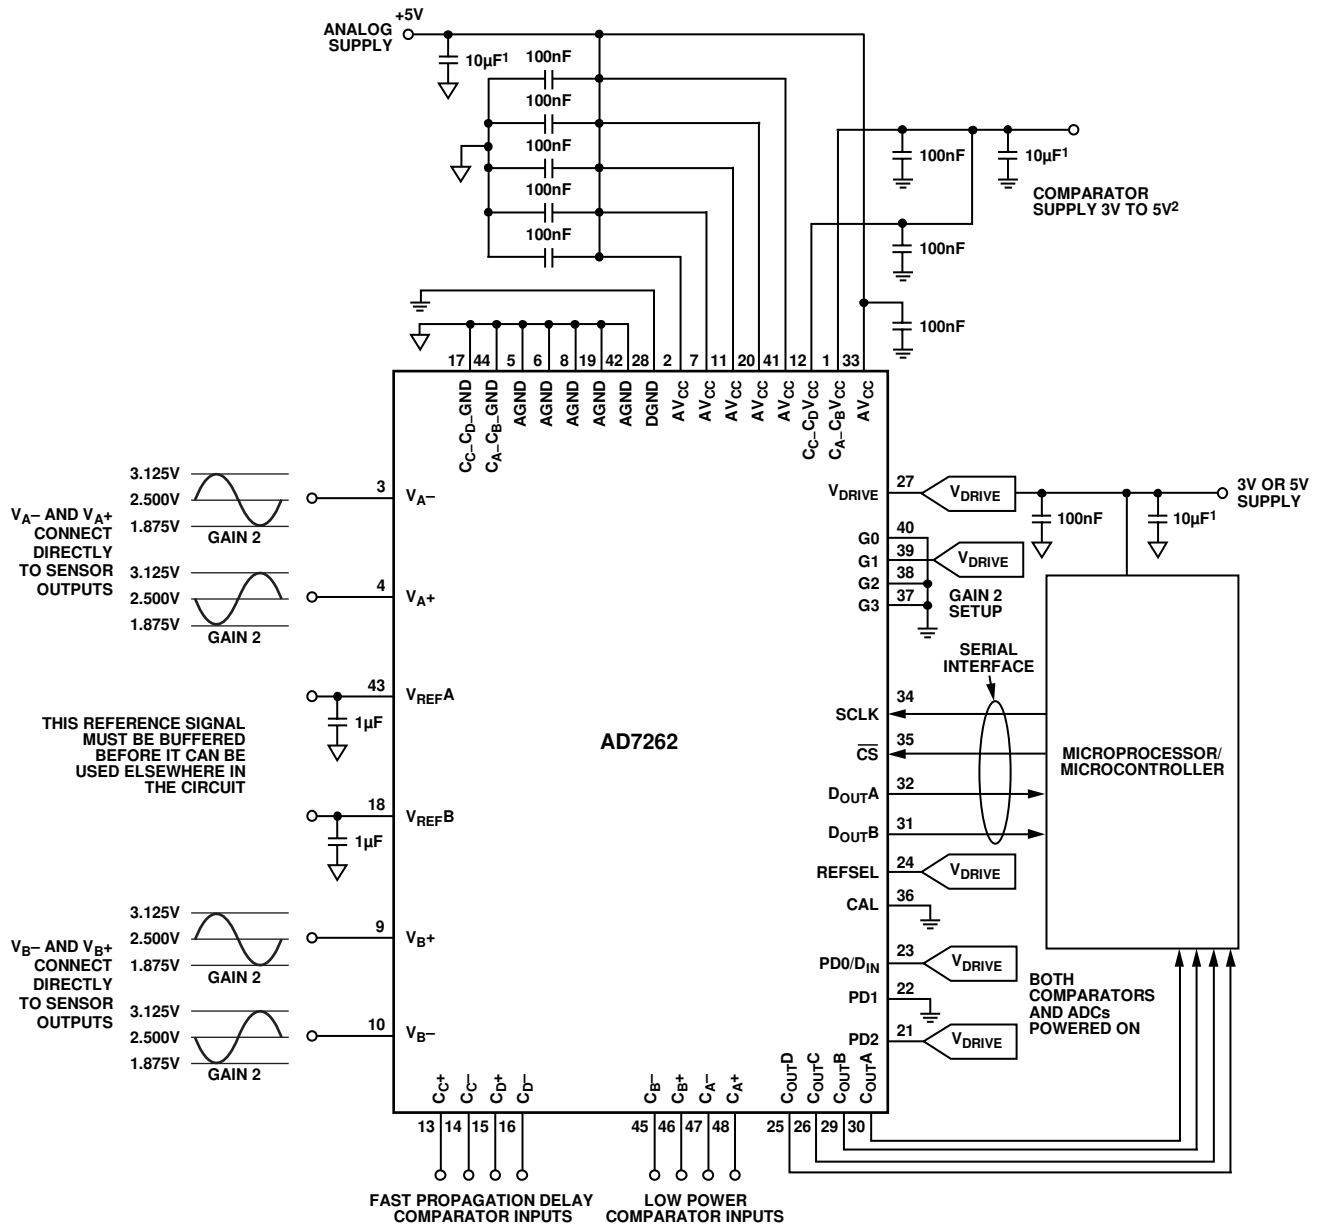 +5V
ANALOG
SUPPLY
10µF1
100nF
100nF
100nF
100nF
100nF
100nF
10µF1
COMPARATOR
SUPPLY 3V TO 5V2
100nF
100nF
17 44 5 6 8 19 42 28 2 7 11 20 41 12 1 33
CC_CD_GND
CA_CB_GND
AGND
AGND
AGND
AGND
AGND
DGND
AVCC
AVCC
AVCC
AVCC
AVCC
CC_CDVCC
CA_CBVCC
AVCC
3.125V
2.500V
1.875V
GAIN 2
VA– AND VA+
CONNECT
DIRECTLY
TO SENSOR
OUTPUTS
3.125V
2.500V
1.875V
GAIN 2
3 VA–
4 VA+
43 VREFA
1µF
THIS REFERENCE SIGNAL
MUST BE BUFFERED
BEFORE IT CAN BE
USED ELSEWHERE IN
THE CIRCUIT
18 VREFB
1µF
3.125V
2.500V
1.875V
GAIN 2
VB– AND VB+
CONNECT
DIRECTLY
TO SENSOR
OUTPUTS
3.125V
2.500V
1.875V
GAIN 2
9 VB+
10 VB–
AD7262
VDRIVE 27 VDRIVE
3V OR 5V
SUPPLY
100nF
10µF1
G0 40
G1 39 VDRIVE
G2 38
G3 37
GAIN 2
SETUP
SERIAL
INTERFACE
SCLK 34
CS 35
DOUTA 32
DOUTB 31
MICROPROCESSOR/
MICROCONTROLLER
REFSEL 24 VDRIVE
CAL 36
PD0/DIN 23 VDRIVE
PD1 22
PD2 21 VDRIVE
BOTH
COMPARATORS
AND ADCs
POWERED ON
CC+
CC–
CD+
CD–
CB–
CB+
CA–
CA+
COUTD
COUTC
COUTB
COUTA
13 14 15 16 45 46 47 48 25 26 29 30
FAST PROPAGATION DELAY
COMPARATOR INPUTS
LOW POWER
COMPARATOR INPUTS